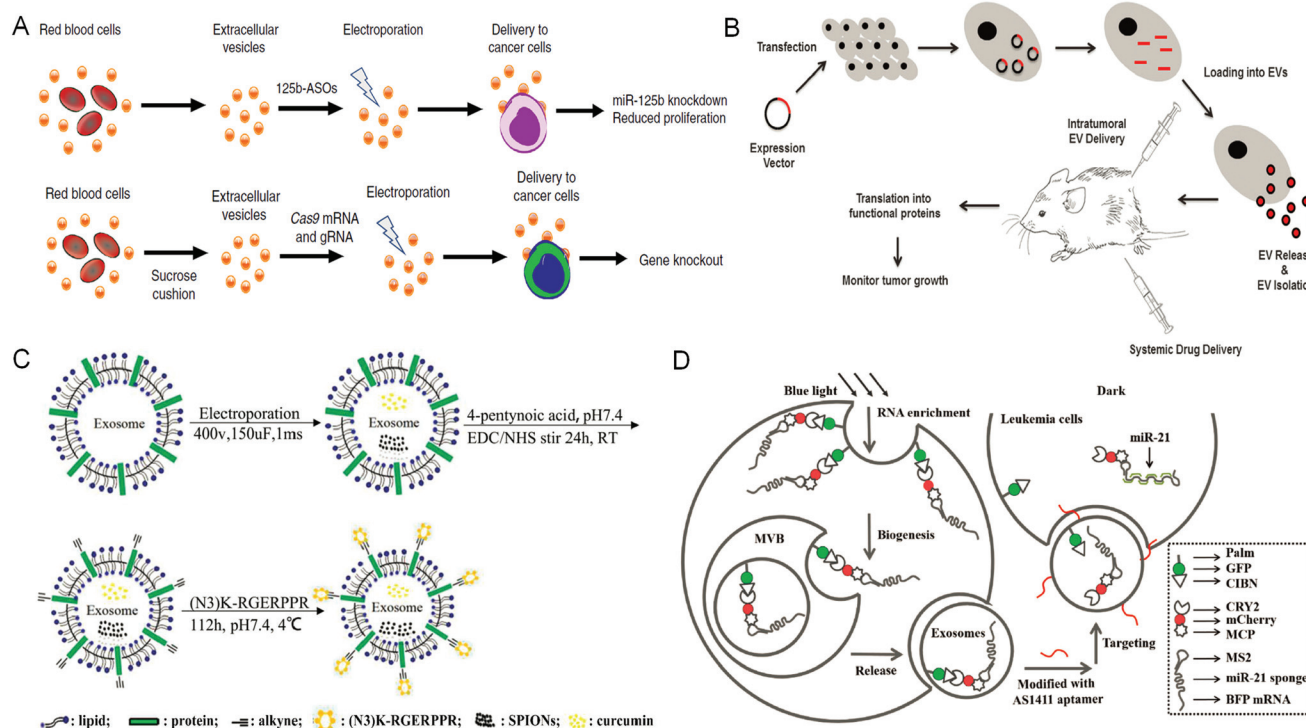 A
Red blood cells
Extracellular
vesicles
125b-ASOs
Electroporation
Delivery to
cancer cells
miR-125b knockdown
Reduced proliferation
Red blood cells
Sucrose
cushion
Extracellular
vesicles
Cas9 mRNA
and gRNA
Electroporation
Delivery to
cancer cells
Gene knockout
B
Transfection
Expression
Vector
Loading into EVs
Intratumoral
EV Delivery
EV Release
&
EV Isolatio
Translation into
functional proteins
Monitor tumor growth
Systemic Drug Delivery
C
Exosome
Electroporation
400v,150uF,1ms
Exosome
4-pentynoic acid, pH7.4
EDC/NHS stir 24h, RT
Exosome
(N3)K-RGERPPR
112h, pH7.4, 4℃
Exosome
: lipid; : protein; : alkyne; : (N3)K-RGERPPR; : SPIONs; : curcumin
D
Blue light
RNA enrichment
Dark
Leukemia cells
miR-21
Biogenesis
MVB
Release
Exosomes
Modified with
AS1411 aptamer
Targeting
Palm
GFP
CIBN
CRY2
mCherry
MCP
MS2
miR-21 sponge
BFP mRNA